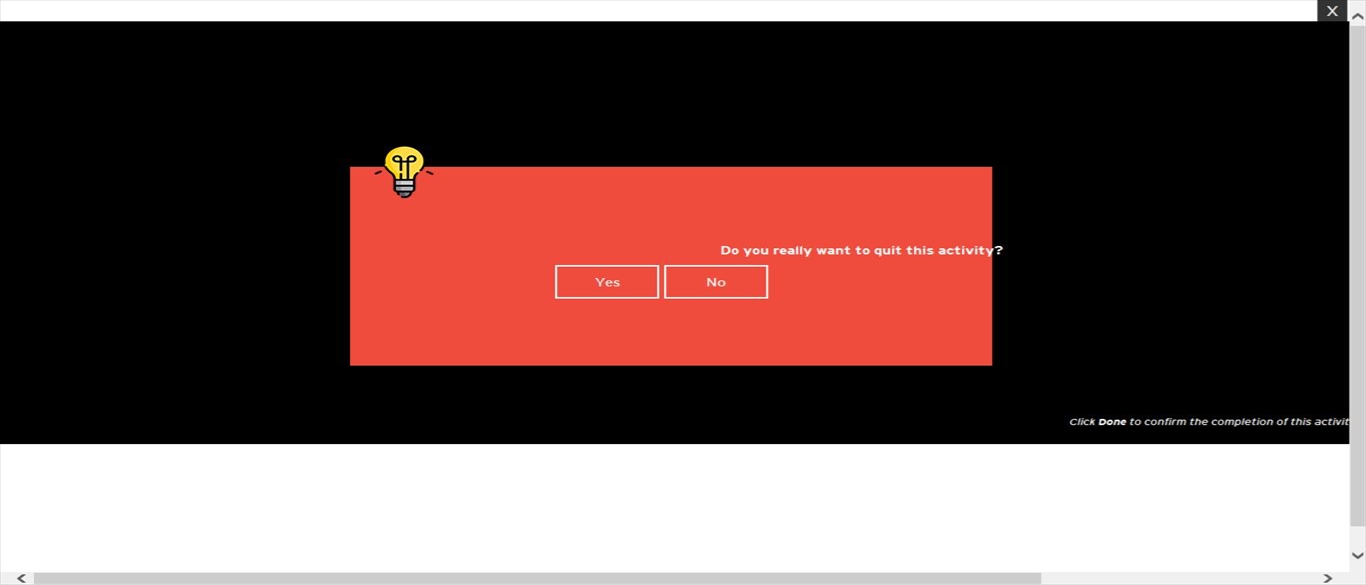 X
Do you really want to quit this activity?
Yes No
Click Done to confirm the completion of this activit